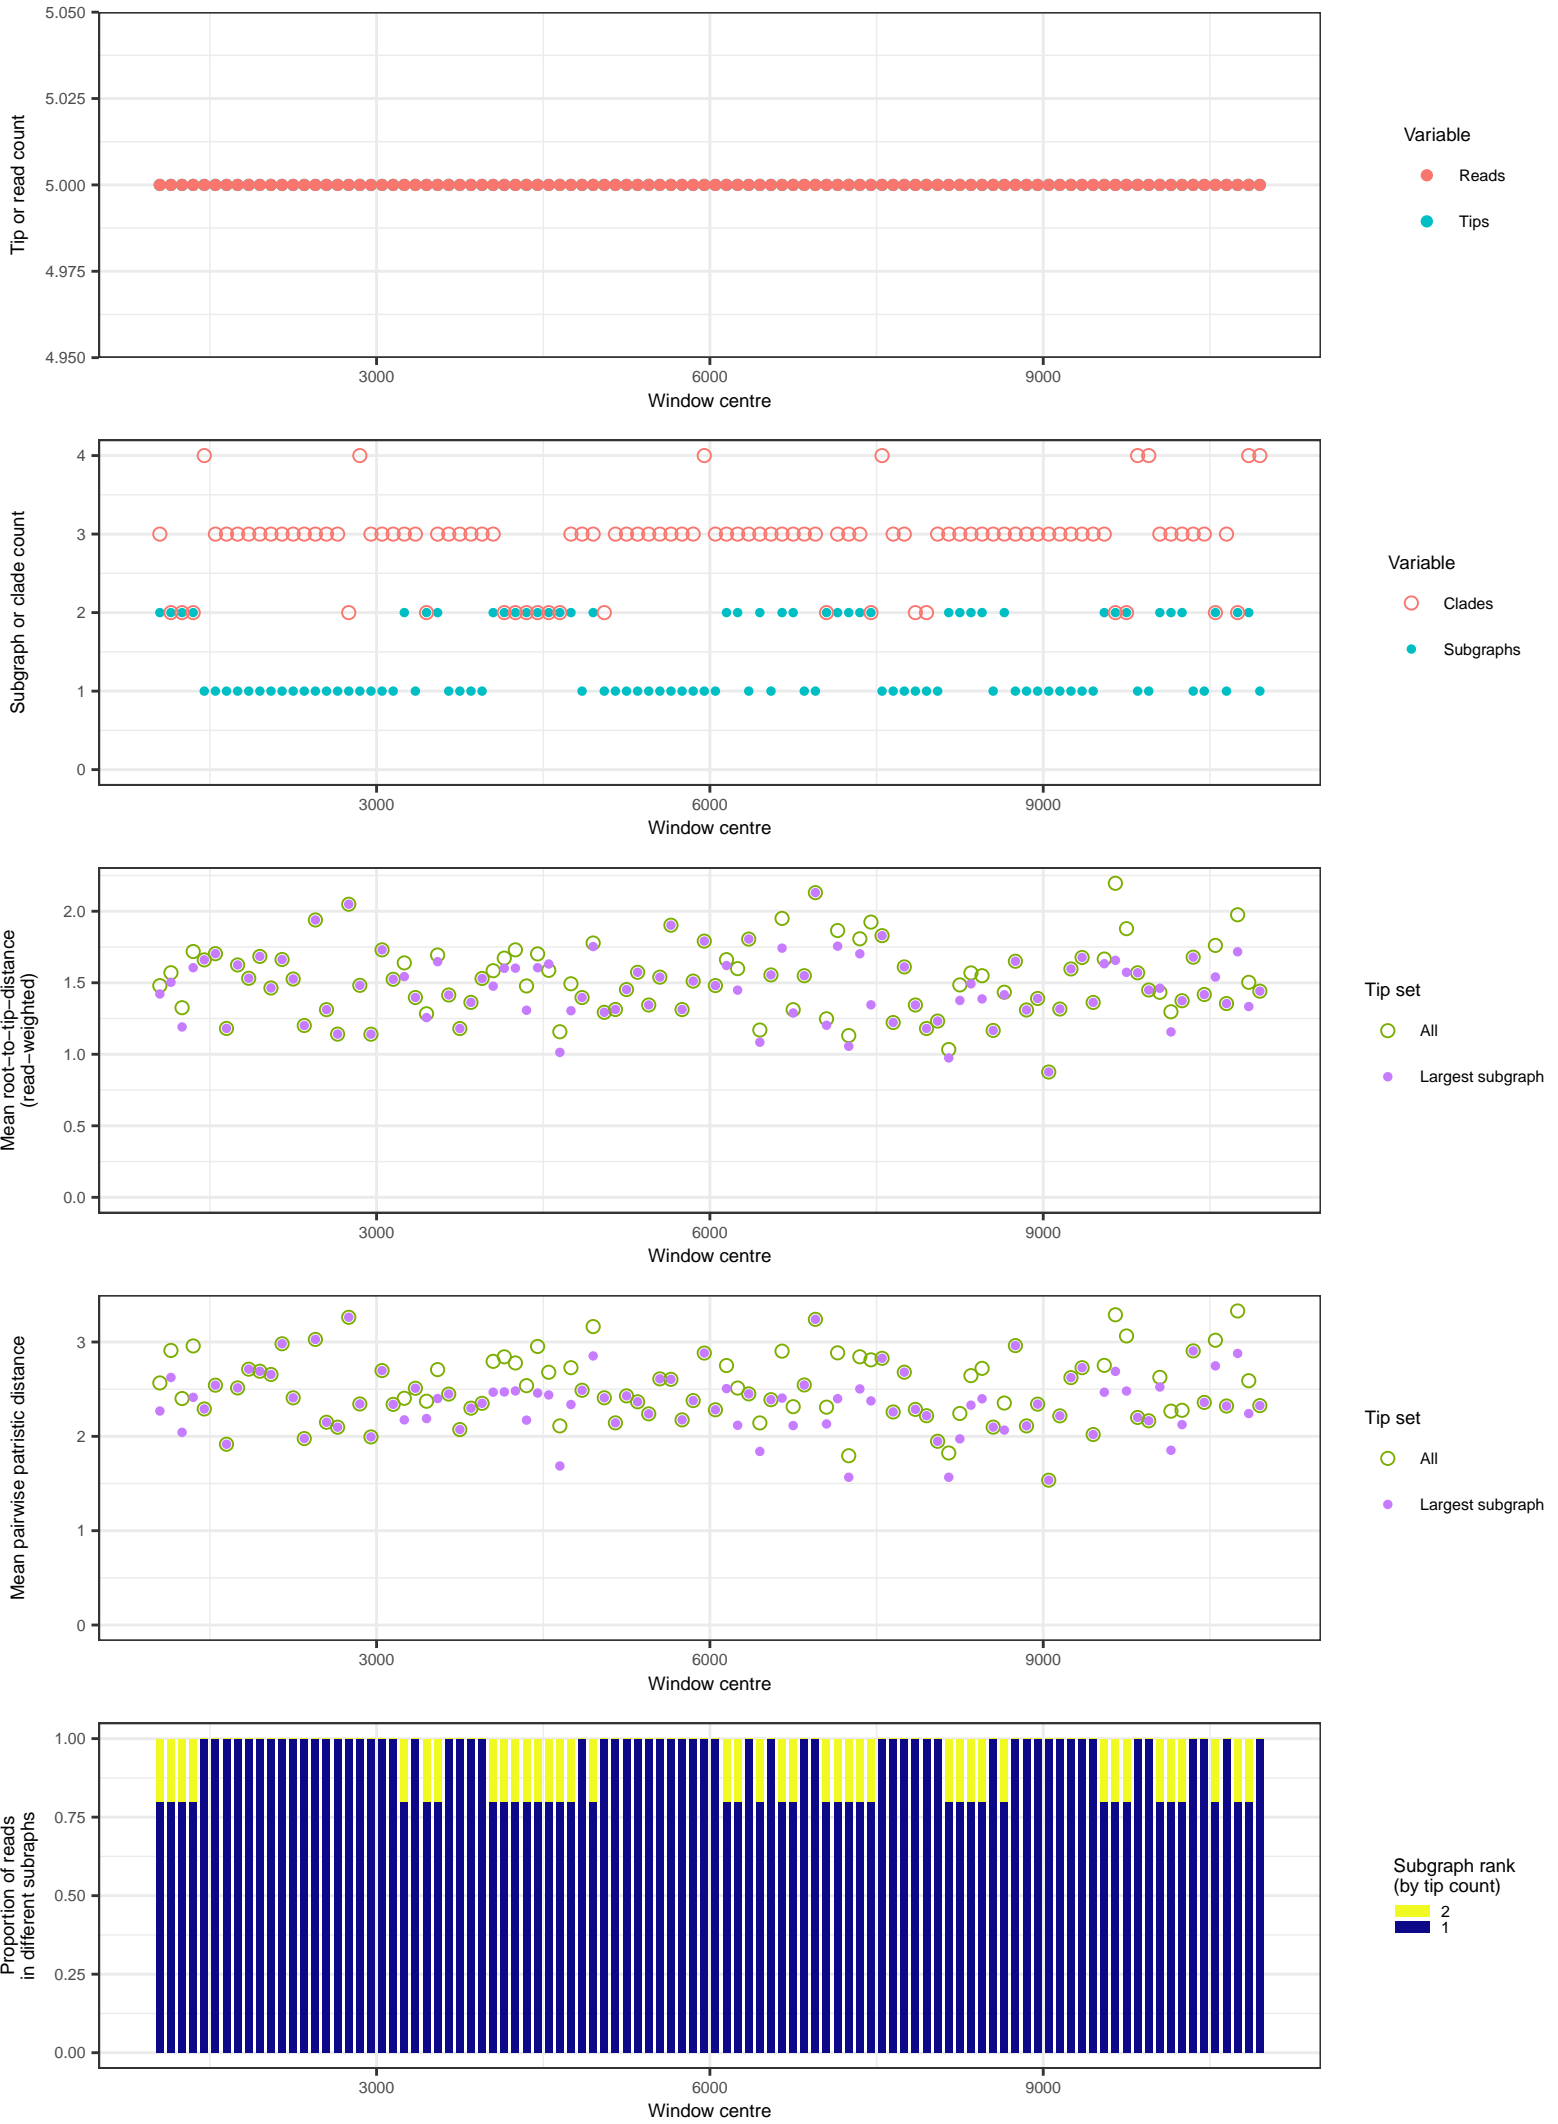 5.050
5.025
5.000
4.975
4.950
Tip or read count
3000 6000 9000
Window centre
Variable
Reads
Tips
4
3
2
1
0
Subgraph or clade count
3000 6000 9000
Window centre
Variable
Clades
Subgraphs
2.0
1.5
1.0
0.5
0.0
Mean root−to−tip−distance
(read−weighted)
3000 6000 9000
Window centre
Tip set
All
Largest subgraph
3
2
1
0
Mean pairwise patristic distance
3000 6000 9000
Window centre
Tip set
All
Largest subgraph
1.00
0.75
0.50
0.25
0.00
Proportion of reads
in different subraphs
3000 6000 9000
Window centre
Subgraph rank
(by tip count)
2
1